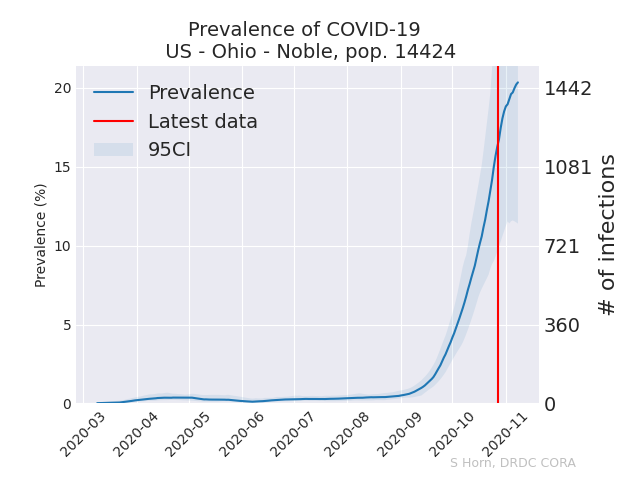 Prevalence of COVID-19
US - Ohio - Noble, pop. 14424
Prevalence
Latest data
95CI
Prevalence (%)
20
15
10
5
0
1442
1081
721
360
0
# of infections
2020-03
2020-04
2020-05
2020-06
2020-07
2020-08
2020-09
2020-10
2020-11
S Horn, DRDC CORA